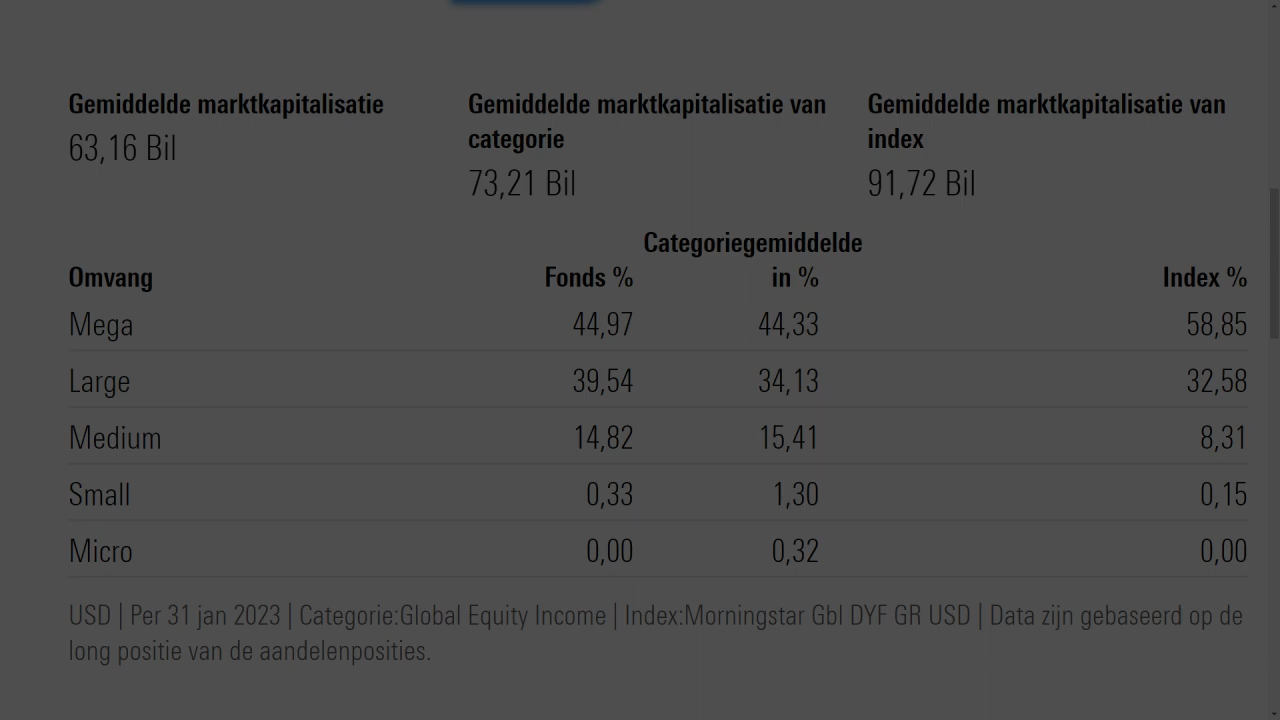 Gemiddelde marktkapitalisatie
63,16 Bil
Gemiddelde marktkapitalisatie van
categorie
73,21 Bil
Gemiddelde marktkapitalisatie van
index
91,72 Bil
Omvang Fonds % Categoriegemiddelde in % Index %
Mega 44,97 44,33 58,85
Large 39,54 34,13 32,58
Medium 14,82 15,41 8,31
Small 0,33 1,30 0,15
Micro 0,00 0,32 0,00
USD | Per 31 jan 2023 | Categorie:Global Equity Income | Index:Morningstar Gbl DYF GR USD | Data zijn gebaseerd op de
long positie van de aandelenposities.